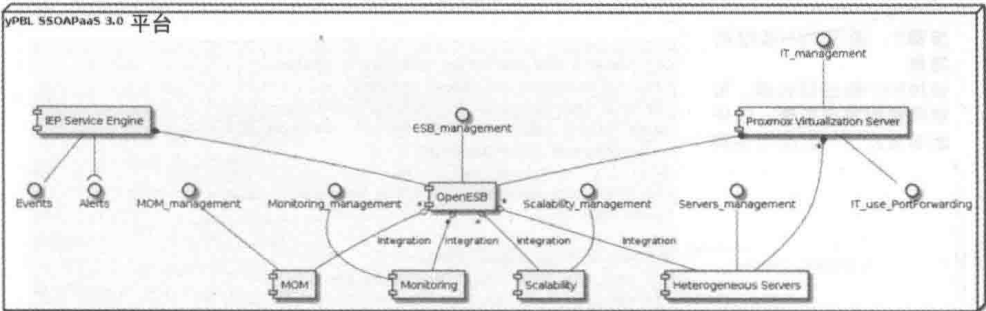 yPBL SSOAPaaS 3.0 平台
IT_management
IEP Service Engine
ESB_management
Proxmox Virtualization Server
Events
Alerts
MOM_management
Monitoring_management
OpenESB
Scalability_management
Servers_management
IT_use_PortForwarding
Integration
Integration
Integration
Integration
MOM
Monitoring
Scalability
Heterogeneous Servers